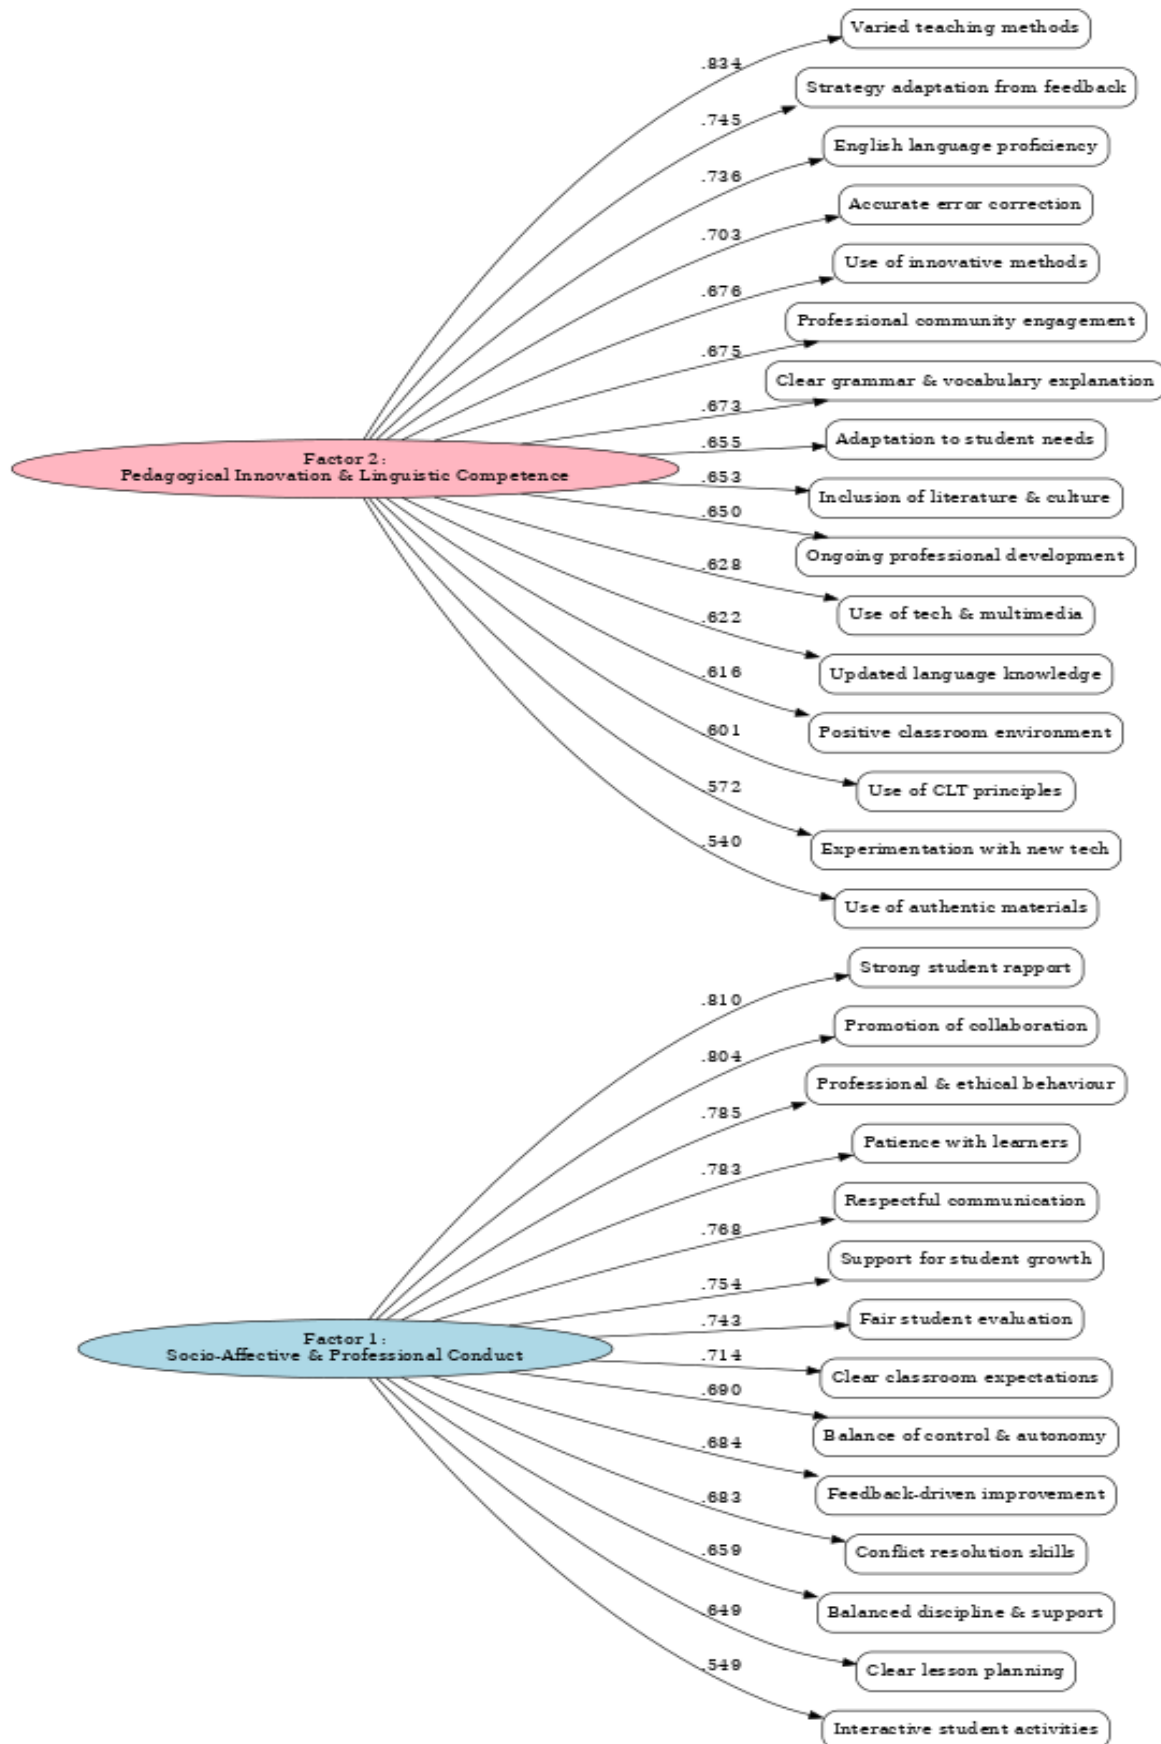 Varied teaching methods
.834
Strategy adaptation from feedback
.745
English language proficiency
.736
Accurate error correction
.703
Use of innovative methods
.676
Professional community engagement
.675
Clear grammar & vocabulary explanation
.673
Adaptation to student needs
.655
Factor 2:
Pedagogical Innovation & Linguistic Competence
.653
Inclusion of literature & culture
.650
Ongoing professional development
.628
Use of tech & multimedia
.622
Updated language knowledge
.616
Positive classroom environment
.601
Use of CLT principles
.572
Experimentation with new tech
.540
Use of authentic materials
Strong student rapport
.810
Promotion of collaboration
.804
Professional & ethical behaviour
.785
Patience with learners
.783
Respectful communication
.768
Support for student growth
.754
Fair student evaluation
.743
Factor 1:
Socio-Affective & Professional Conduct
.714
Clear classroom expectations
.690
Balance of control & autonomy
.684
Feedback-driven improvement
.683
Conflict resolution skills
.659
Balanced discipline & support
.649
Clear lesson planning
.549
Interactive student activities